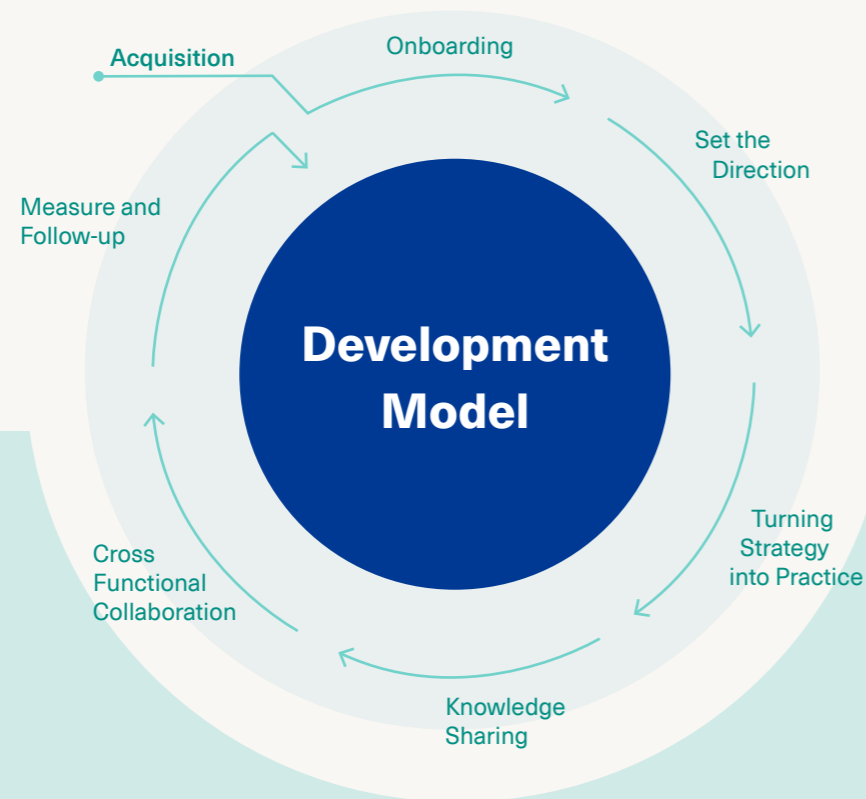 Acquisition
Onboarding
Set the
Direction
Measure and
Follow-up
Development
Model
Turning
Strategy
into Practice
Cross
Functional
Collaboration
Knowledge
Sharing